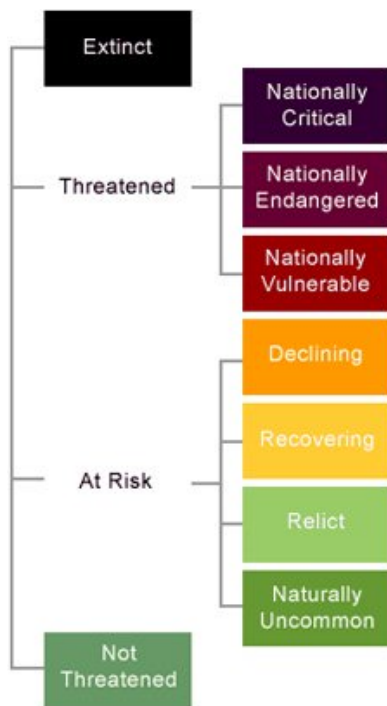 Extinct
Threatened
Nationally
Critical
Nationally
Endangered
Nationally
Vulnerable
At Risk
Declining
Recovering
Relict
Naturally
Uncommon
Not
Threatened